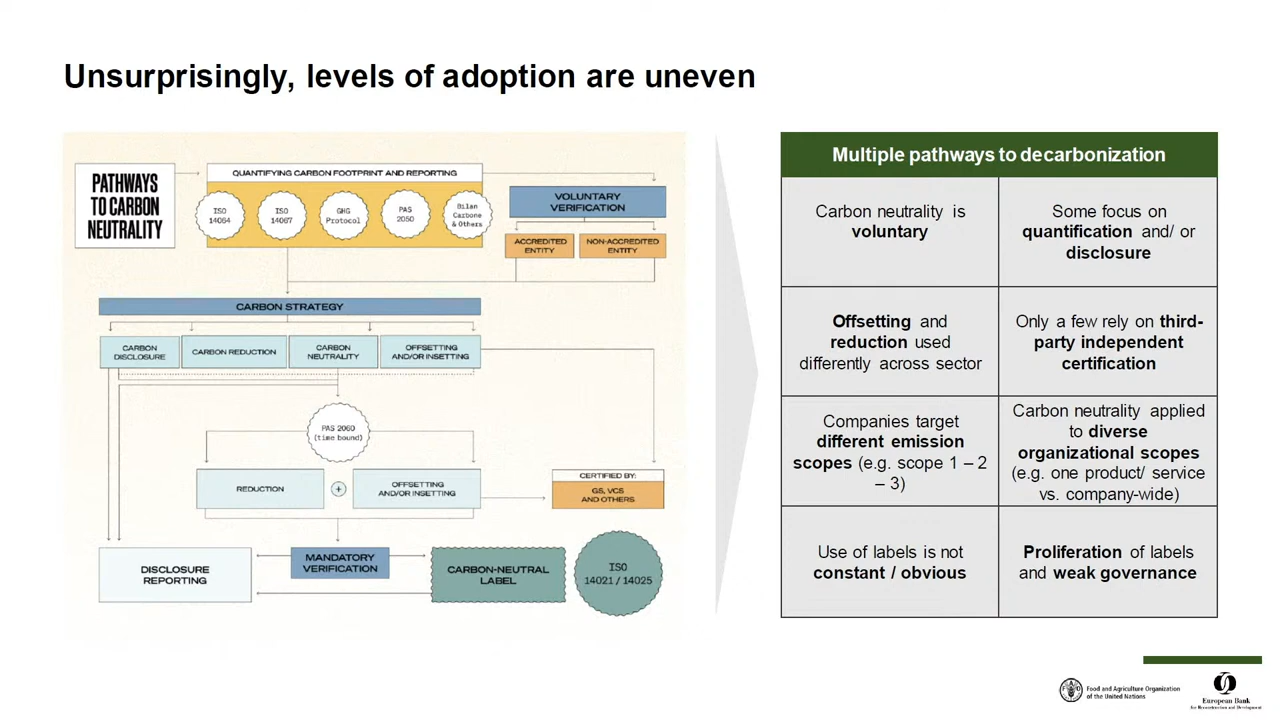 Unsurprisingly, levels of adoption are uneven
PATHWAYS
TO CARBON
NEUTRALITY
QUANTIFYING CARBON FOOTPRINT AND REPORTING
ISO
14064
ISO
14067
GHG
Protocol
PAS
2050
Bilan
Carbone
& Others
VOLUNTARY
VERIFICATION
ACCREDITED
ENTITY
NON-ACCREDITED
ENTITY
CARBON STRATEGY
CARBON
DISCLOSURE
CARBON REDUCTION
CARBON
NEUTRALITY
OFFSETTING
AND/OR INSETTING
PAS 2060
(time bound)
REDUCTION
+
OFFSETTING
AND/OR INSETTING
CERTIFIED BY:
GS, VCS
AND OTHERS
DISCLOSURE
REPORTING
MANDATORY
VERIFICATION
CARBON-NEUTRAL
LABEL
ISO
14021 / 14025
Multiple pathways to decarbonization
Carbon neutrality is
voluntary
Some focus on
quantification and/ or
disclosure
Offsetting and
reduction used
differently across sector
Only a few rely on third-
party independent
certification
Companies target
different emission
scopes (e.g. scope 1 – 2
– 3)
Carbon neutrality applied
to diverse
organizational scopes
(e.g. one product/ service
vs. company-wide)
Use of labels is not
constant / obvious
Proliferation of labels
and weak governance
Food and Agriculture Organization
of the United Nations
European Bank
for Reconstruction and Development